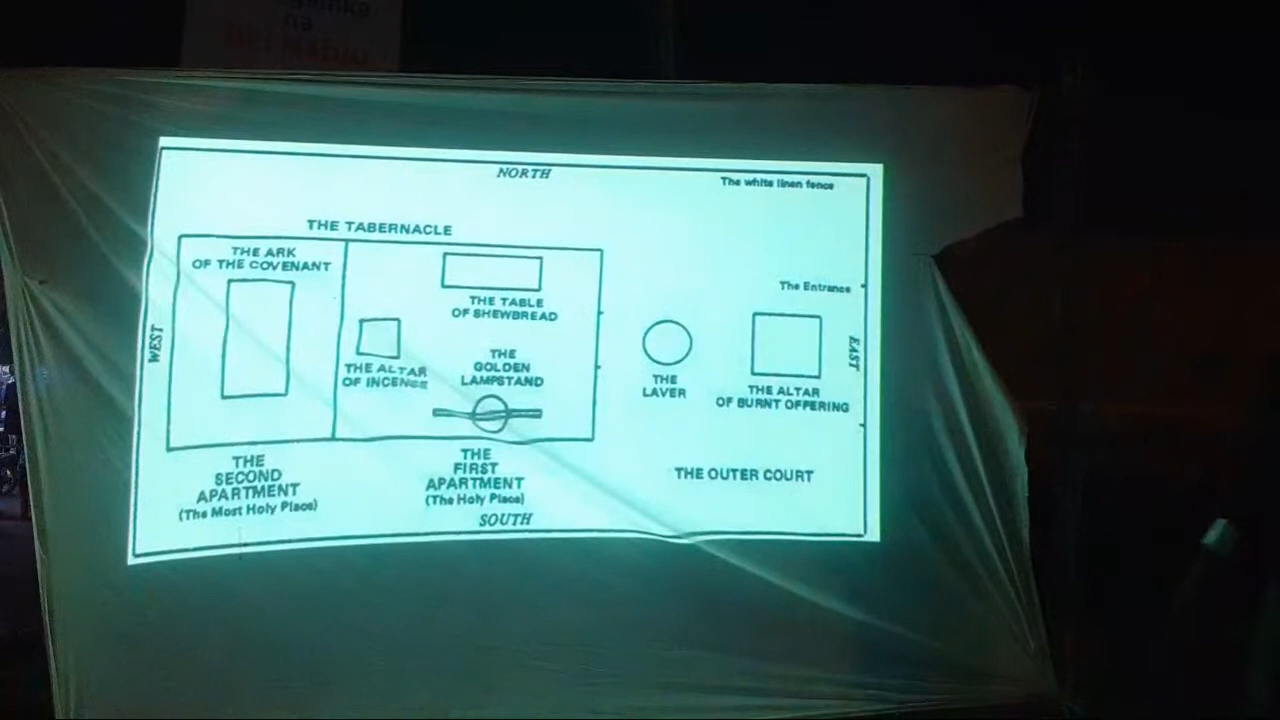 NORTH
The white linen fence
THE TABERNACLE
THE ARK
OF THE COVENANT
THE TABLE
OF SHEWBREAD
The Entrance
WEST
EAST
THE ALTAR
OF INCENSE
THE
GOLDEN
LAMPSTAND
THE
LAVER
THE ALTAR
OF BURNT OFFERING
THE
SECOND
APARTMENT
(The Most Holy Place)
THE
FIRST
APARTMENT
(The Holy Place)
THE OUTER COURT
SOUTH